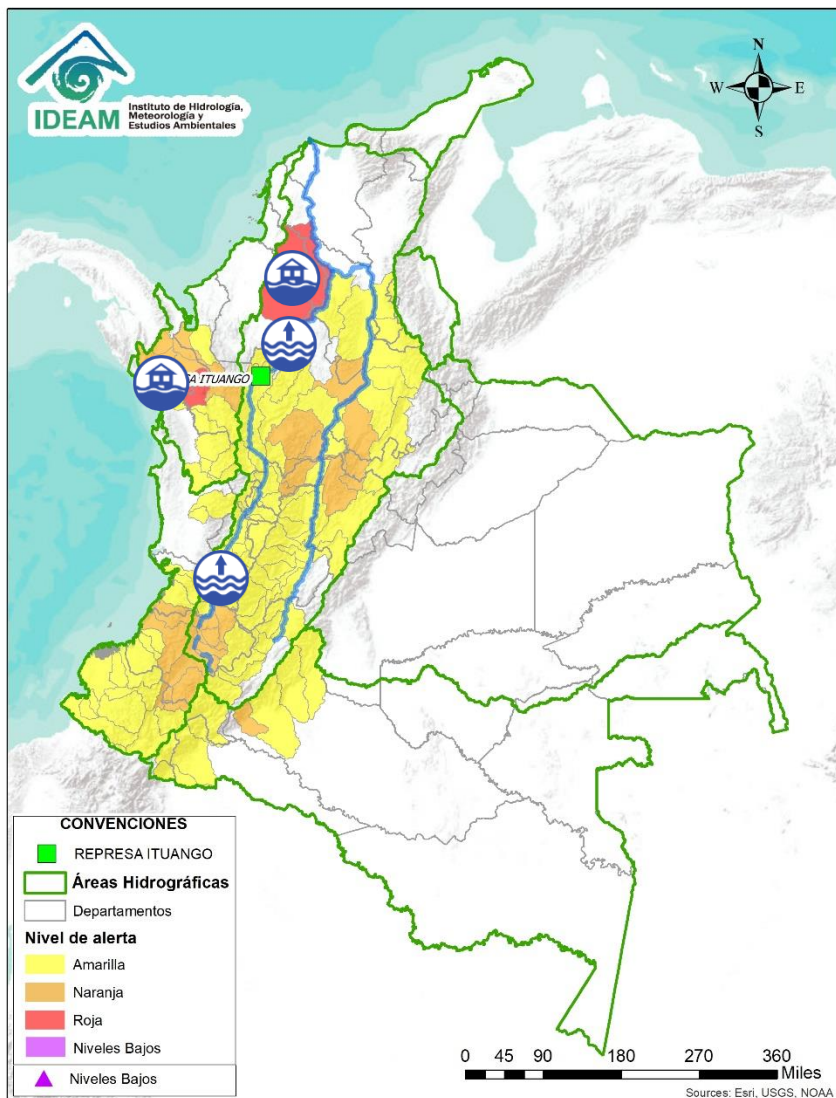 IDEAM
Instituto de Hidrología,
Meteorología y
Estudios Ambientales
N
W
E
S
SA ITUANGO
CONVENCIONES
REPRESA ITUANGO
Áreas Hidrográficas
Departamentos
Nivel de alerta
Amarilla
Naranja
Roja
Niveles Bajos
Niveles Bajos
0 45 90 180 270 360
Miles
Sources: Esri, USGS, NOAA